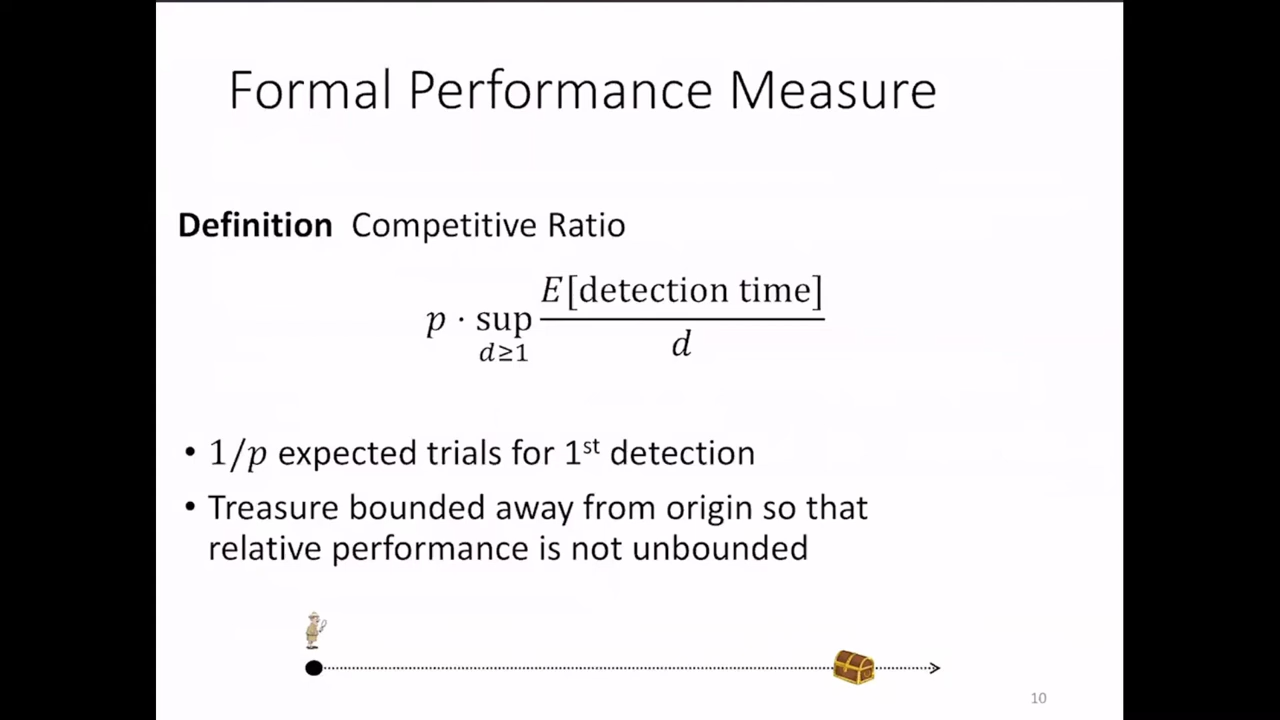 Formal Performance Measure
Definition Competitive Ratio
p · sup_{d≥1} E[detection time] / d
• 1/p expected trials for 1st detection
• Treasure bounded away from origin so that
relative performance is not unbounded
10